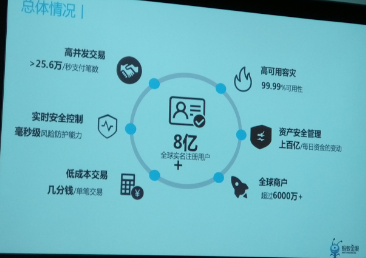 总体情况
高并发交易
>25.6万/秒支付笔数
实时安全控制
毫秒级风险防护能力
低成本交易
几分钱/单笔交易
8亿
全球实名注册用户
+
高可用容灾
99.99%可用性
资产安全管理
上百亿/每日资金的变动
全球商户
超过6000万+